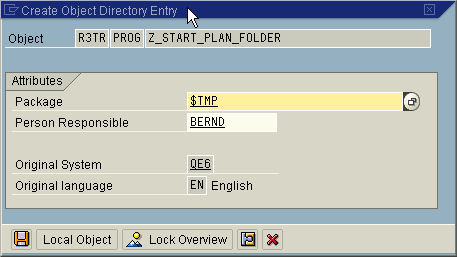 Create Object Directory Entry
Object R3TR PROG Z_START_PLAN_FOLDER
Attributes
Package $TMP
Person Responsible BERND
Original System QE6
Original language EN English
Local Object Lock Overview